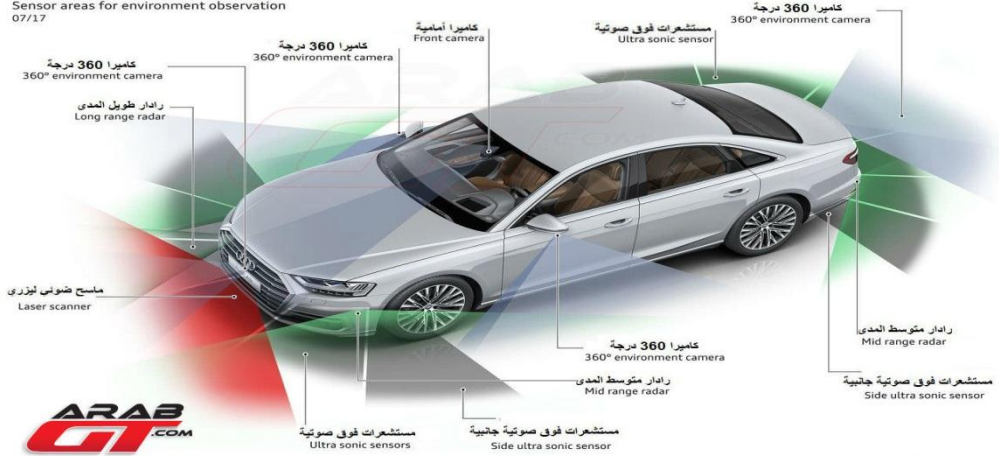 Sensor areas for environment observation
07/17
كاميرا 360 درجة
360° environment camera
رادار طويل المدى
Long range radar
كاميرا 360 درجة
360° environment camera
كاميرا أمامية
Front camera
مستشعرات فوق صوتية
Ultra sonic sensor
كاميرا 360 درجة
360° environment camera
ماسح ضوئي ليزري
Laser scanner
رادار متوسط المدى
Mid range radar
كاميرا 360 درجة
360° environment camera
رادار متوسط المدى
Mid range radar
مستشعرات فوق صوتية جانبية
Side ultra sonic sensor
مستشعرات فوق صوتية
Ultra sonic sensors
مستشعرات فوق صوتية جانبية
Side ultra sonic sensor
ARAB
GT.COM
ARAB
GT.COM